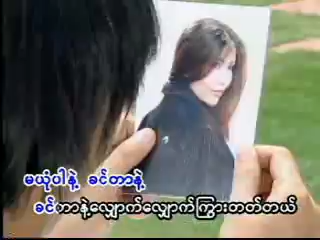 မယုံပါနဲ့ ခင်တာနဲ့
ခင်တာနဲ့လျှောက်လျှောက်ကြားဘတ်တယ်